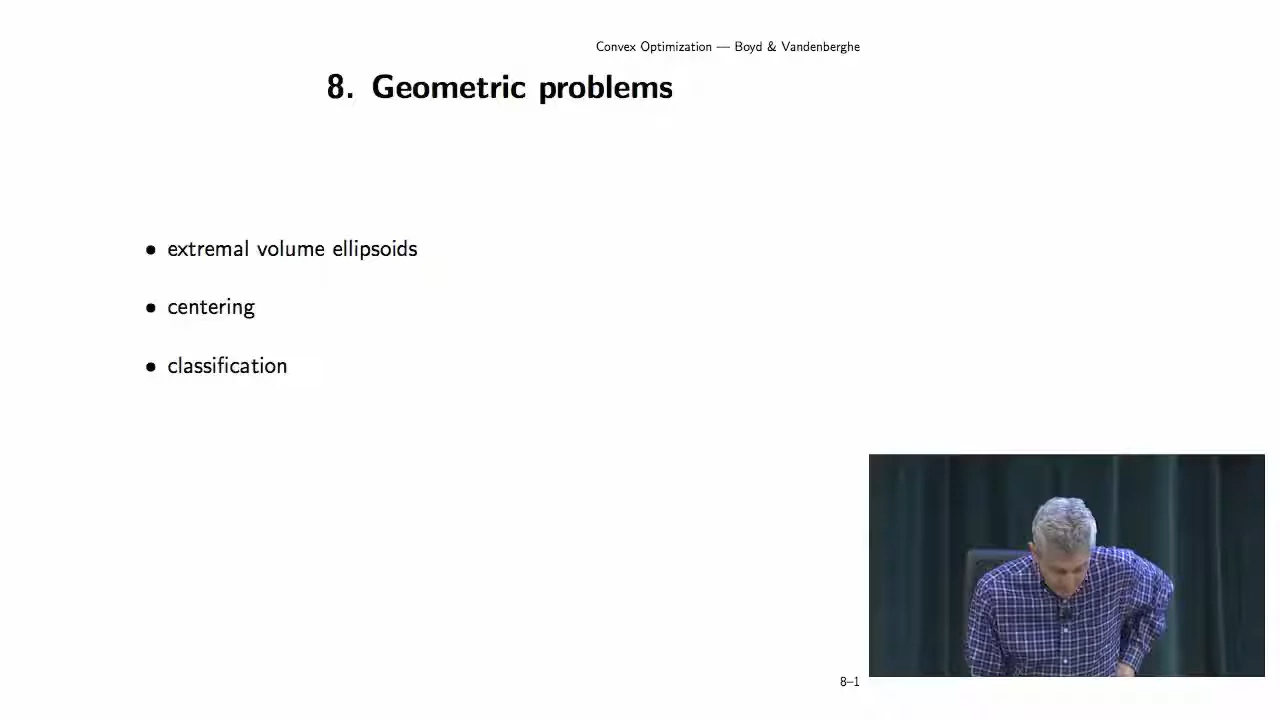 Convex Optimization — Boyd & Vandenberghe
8. Geometric problems
• extremal volume ellipsoids
• centering
• classification
8–1